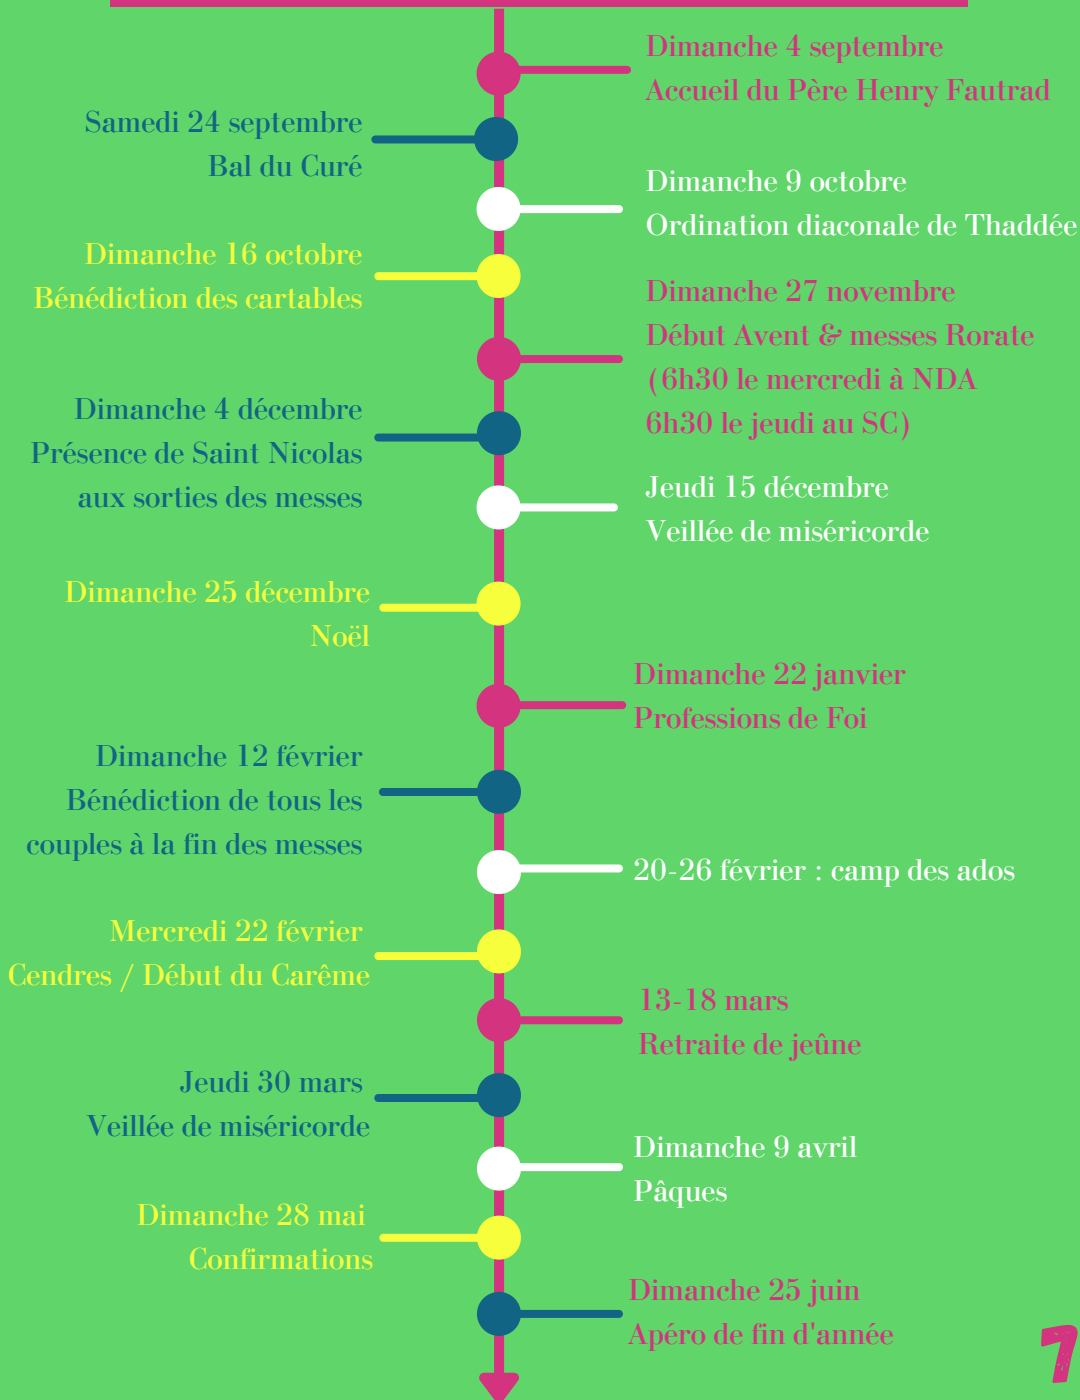 Dimanche 4 septembre
Accueil du Père Henry Fautrad
Samedi 24 septembre
Bal du Curé
Dimanche 9 octobre
Ordination diaconale de Thaddée
Dimanche 16 octobre
Bénédiction des cartables
Dimanche 27 novembre
Début Avent & messes Rorate
(6h30 le mercredi à NDA
6h30 le jeudi au SC)
Dimanche 4 décembre
Présence de Saint Nicolas
aux sorties des messes
Jeudi 15 décembre
Veillée de miséricorde
Dimanche 25 décembre
Noël
Dimanche 22 janvier
Professions de Foi
Dimanche 12 février
Bénédiction de tous les
couples à la fin des messes
20-26 février : camp des ados
Mercredi 22 février
Cendres / Début du Carême
13-18 mars
Retraite de jeûne
Jeudi 30 mars
Veillée de miséricorde
Dimanche 9 avril
Pâques
Dimanche 28 mai
Confirmations
Dimanche 25 juin
Apéro de fin d'année
7